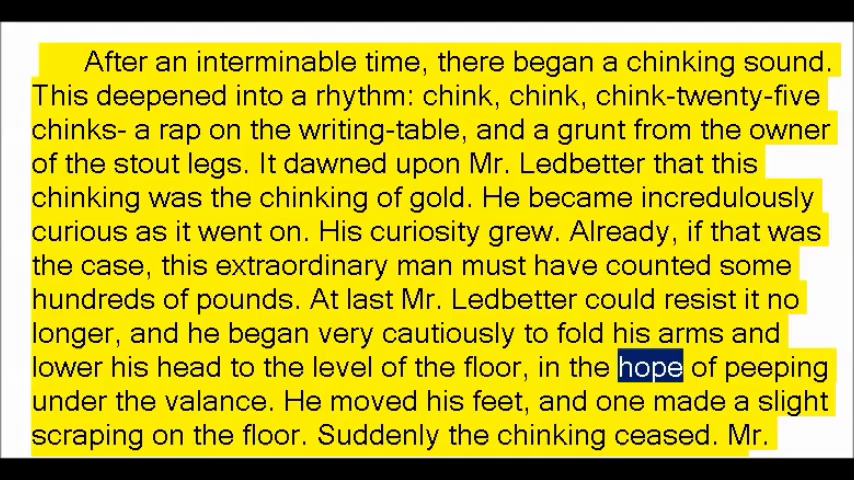 After an interminable time, there began a chinking sound.
This deepened into a rhythm: chink, chink, chink-twenty-five
chinks- a rap on the writing-table, and a grunt from the owner
of the stout legs. It dawned upon Mr. Ledbetter that this
chinking was the chinking of gold. He became incredulously
curious as it went on. His curiosity grew. Already, if that was
the case, this extraordinary man must have counted some
hundreds of pounds. At last Mr. Ledbetter could resist it no
longer, and he began very cautiously to fold his arms and
lower his head to the level of the floor, in the hope of peeping
under the valance. He moved his feet, and one made a slight
scraping on the floor. Suddenly the chinking ceased. Mr.